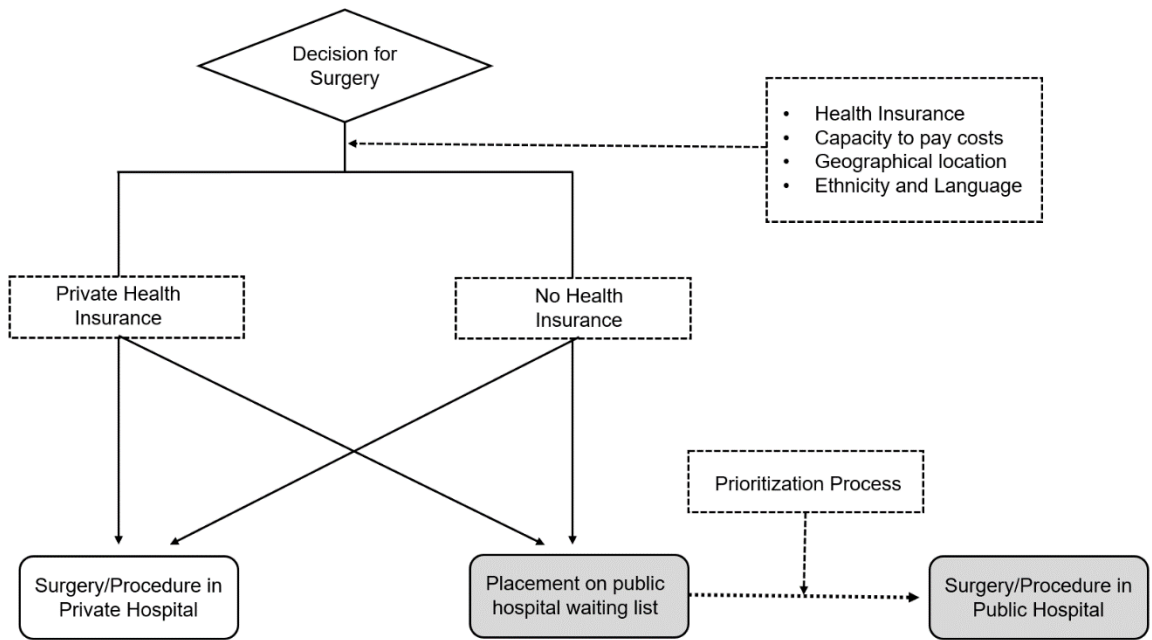 Decision for
Surgery
• Health Insurance
• Capacity to pay costs
• Geographical location
• Ethnicity and Language
Private Health
Insurance
No Health
Insurance
Prioritization Process
Surgery/Procedure in
Private Hospital
Placement on public
hospital waiting list
Surgery/Procedure in
Public Hospital